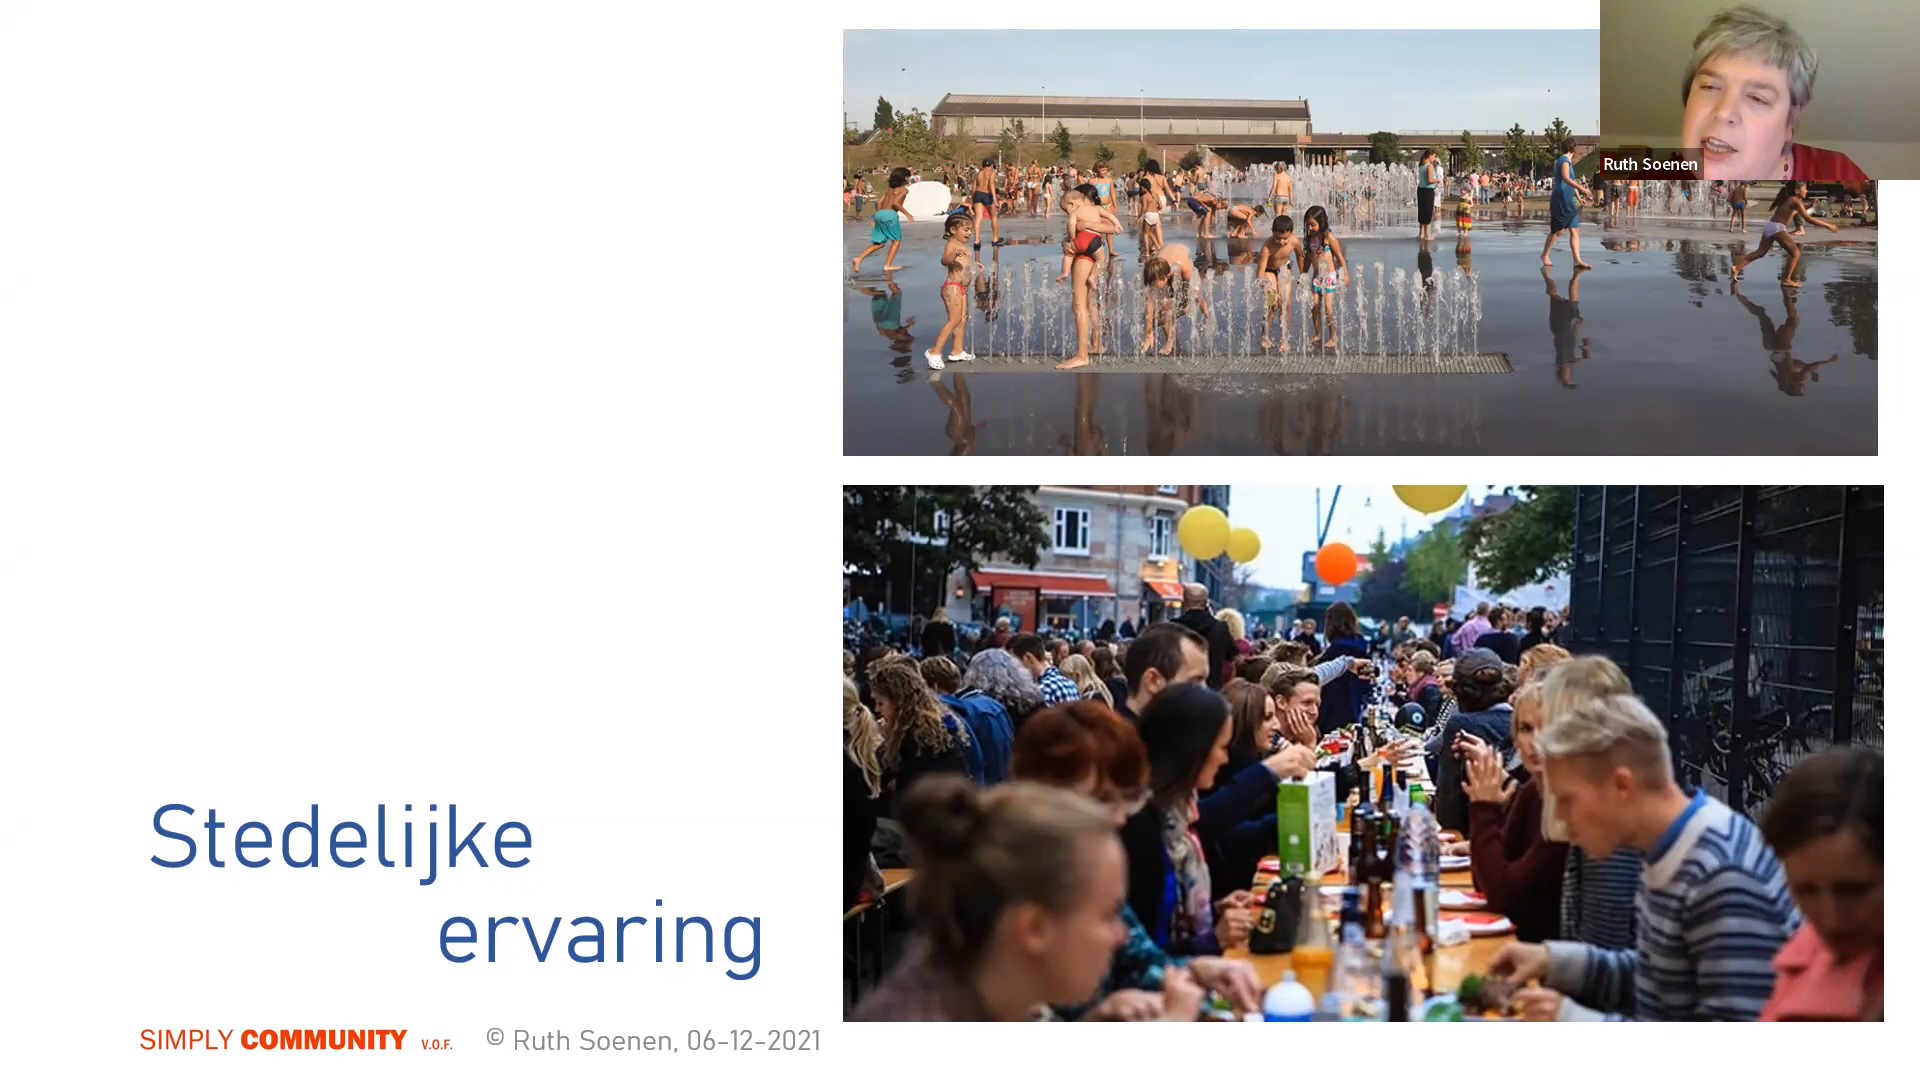 Ruth Soenen
Stedelijke
ervaring
SIMPLY COMMUNITY V.O.F. © Ruth Soenen, 06-12-2021